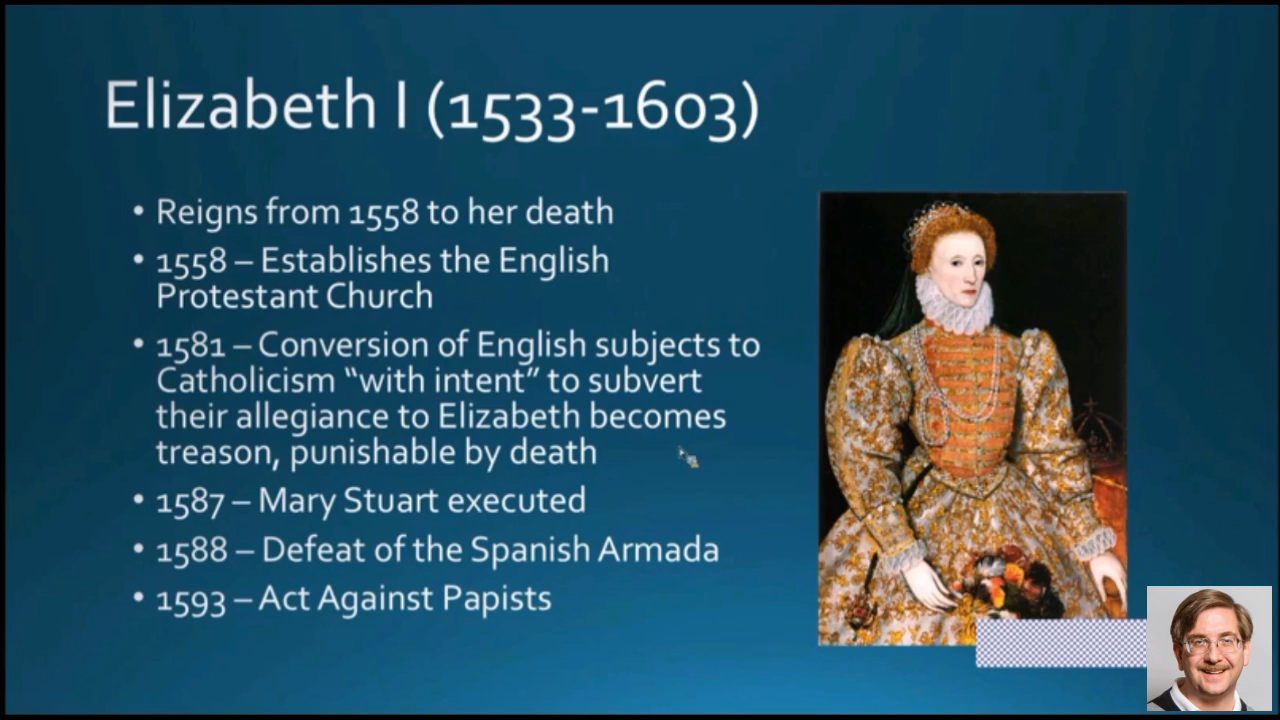 Elizabeth I (1533-1603)
• Reigns from 1558 to her death
• 1558 – Establishes the English
Protestant Church
• 1581 – Conversion of English subjects to
Catholicism “with intent” to subvert
their allegiance to Elizabeth becomes
treason, punishable by death
• 1587 – Mary Stuart executed
• 1588 – Defeat of the Spanish Armada
• 1593 – Act Against Papists